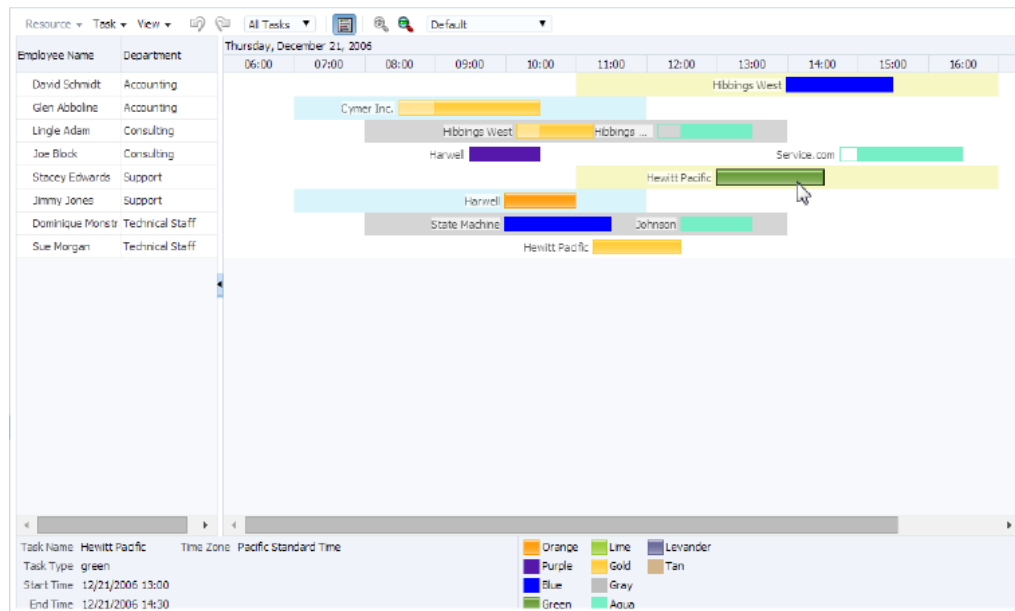 Resource Task View All Tasks Default
Thursday, December 21, 2006
Employee Name Department
06:00 07:00 08:00 09:00 10:00 11:00 12:00 13:00 14:00 15:00 16:00
David Schmidt Accounting Hibbings West
Glen Abboline Accounting Cymer Inc.
Lingle Adam Consulting Hibbings West Hibbings ...
Joe Block Consulting Harwell Service.com
Stacey Edwards Support Hewitt Pacific
Jimmy Jones Support Harwell
Dominique Monstr Technical Staff State Machine Johnson
Sue Morgan Technical Staff Hewitt Pacific
Task Name Hewitt Pacific Time Zone Pacific Standard Time Orange Lime Levander
Task Type green Purple Gold Tan
Start Time 12/21/2006 13:00 Blue Gray
End Time 12/21/2006 14:30 Green Aqua